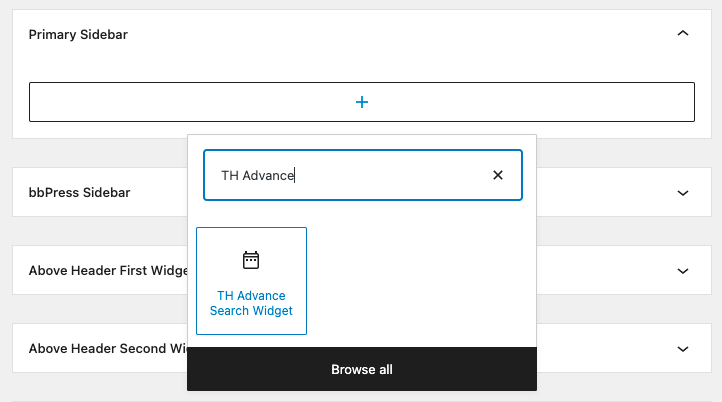 Primary Sidebar
+
TH Advance
bbPress Sidebar
TH Advance
Search Widget
Above Header First Widge
Above Header Second Wi
Browse all